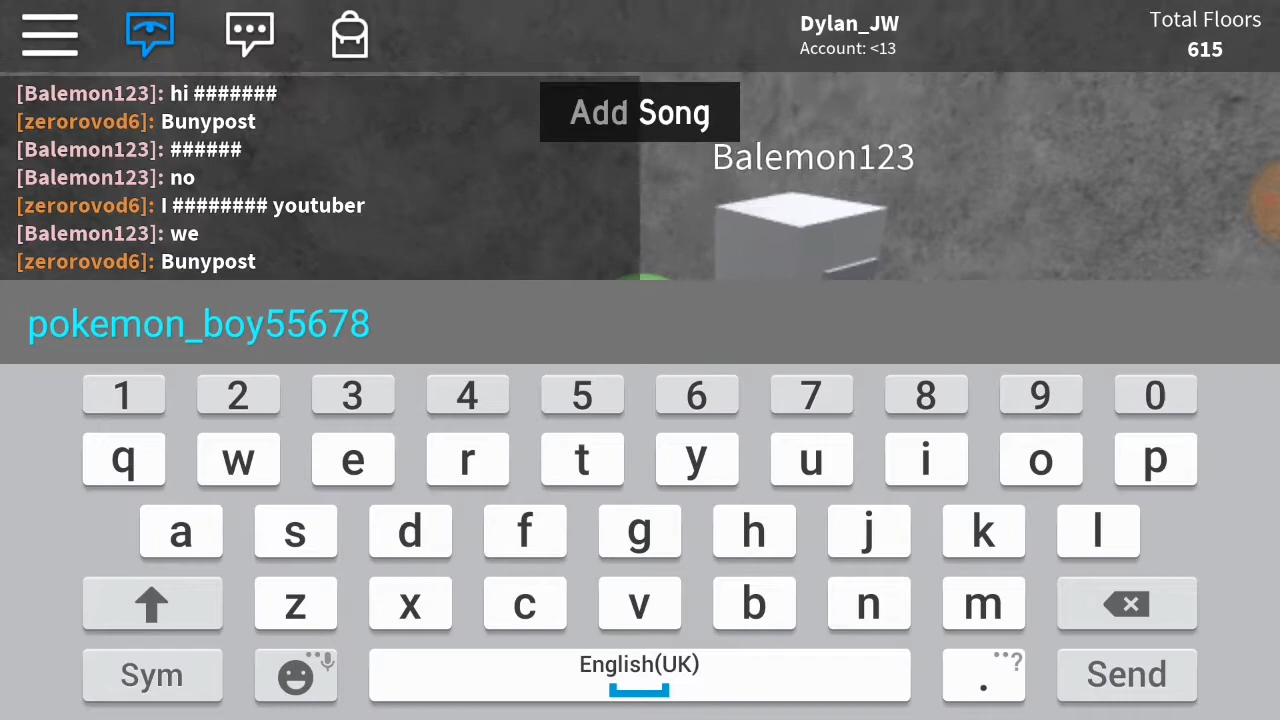 Dylan_JW
Account: <13
Total Floors
615
[Balemon123]: hi #######
[zerorovod6]: Bunypost
[Balemon123]: ######
[Balemon123]: no
[zerorovod6]: I ######## youtuber
[Balemon123]: we
[zerorovod6]: Bunypost
Add Song
Balemon123
pokemon_boy55678
1 2 3 4 5 6 7 8 9 0
q w e r t y u i o p
a s d f g h j k l
z x c v b n m
Sym English(UK) . ? Send